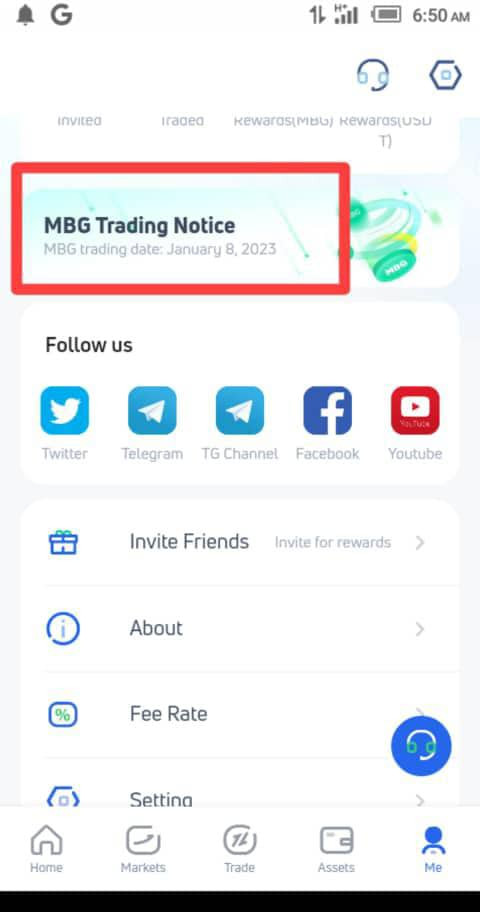 H+ 6:50 AM
Invited Traded Rewards(MBG) Rewards(USD
T)
MBG Trading Notice
MBG trading date: January 8, 2023
MBG
Follow us
YouTube
Twitter Telegram TG Channel Facebook Youtube
Invite Friends Invite for rewards
About
% Fee Rate
Setting
Home Markets Trade Assets Me